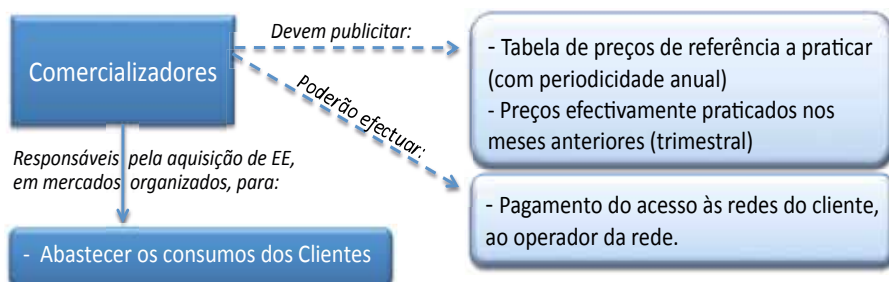 Comercializadores
Devem publicitar:
- Tabela de preços de referência a praticar
(com periodicidade anual)
- Preços efectivamente praticados nos
meses anteriores (trimestral)
Poderão efectuar:
- Pagamento do acesso às redes do cliente,
ao operador da rede.
Responsáveis pela aquisição de EE,
em mercados organizados, para:
- Abastecer os consumos dos Clientes